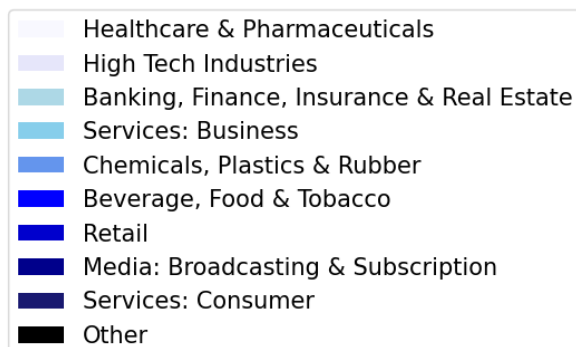 Healthcare & Pharmaceuticals
High Tech Industries
Banking, Finance, Insurance & Real Estate
Services: Business
Chemicals, Plastics & Rubber
Beverage, Food & Tobacco
Retail
Media: Broadcasting & Subscription
Services: Consumer
Other